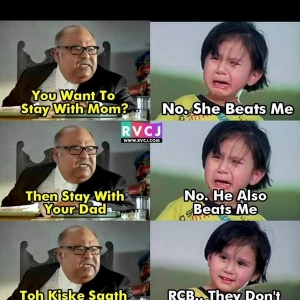 You Want To
Stay With Mom?
No. She Beats Me
RVCJ
WWW.RVCJ.COM
Then Stay With
Your Dad
No. He Also
Beats Me
Toh Kiske Saath
RCB.. They Don't